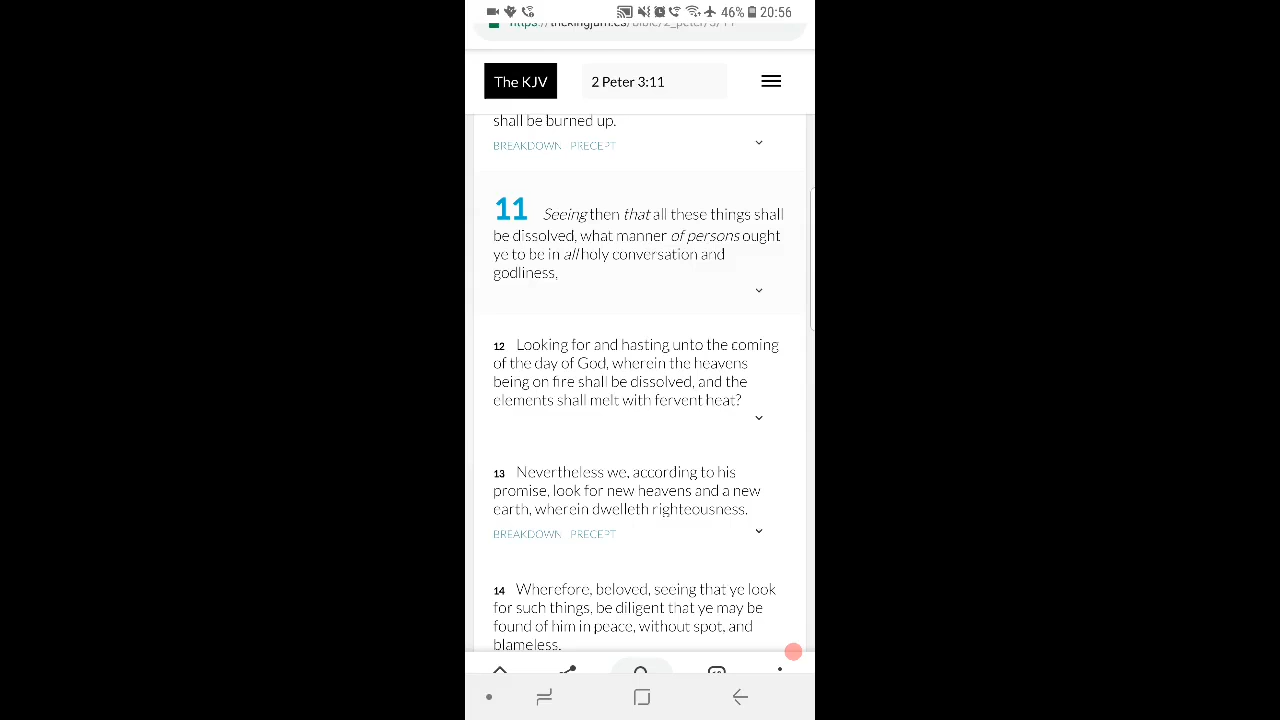 46% 20:56
The KJV 2 Peter 3:11
shall be burned up.
BREAKDOWN PRECEPT
11 Seeing then that all these things shall
be dissolved, what manner of persons ought
ye to be in all holy conversation and
godliness,
12 Looking for and hasting unto the coming
of the day of God, wherein the heavens
being on fire shall be dissolved, and the
elements shall melt with fervent heat?
13 Nevertheless we, according to his
promise, look for new heavens and a new
earth, wherein dwelleth righteousness.
BREAKDOWN PRECEPT
14 Wherefore, beloved, seeing that ye look
for such things, be diligent that ye may be
found of him in peace, without spot, and
blameless.